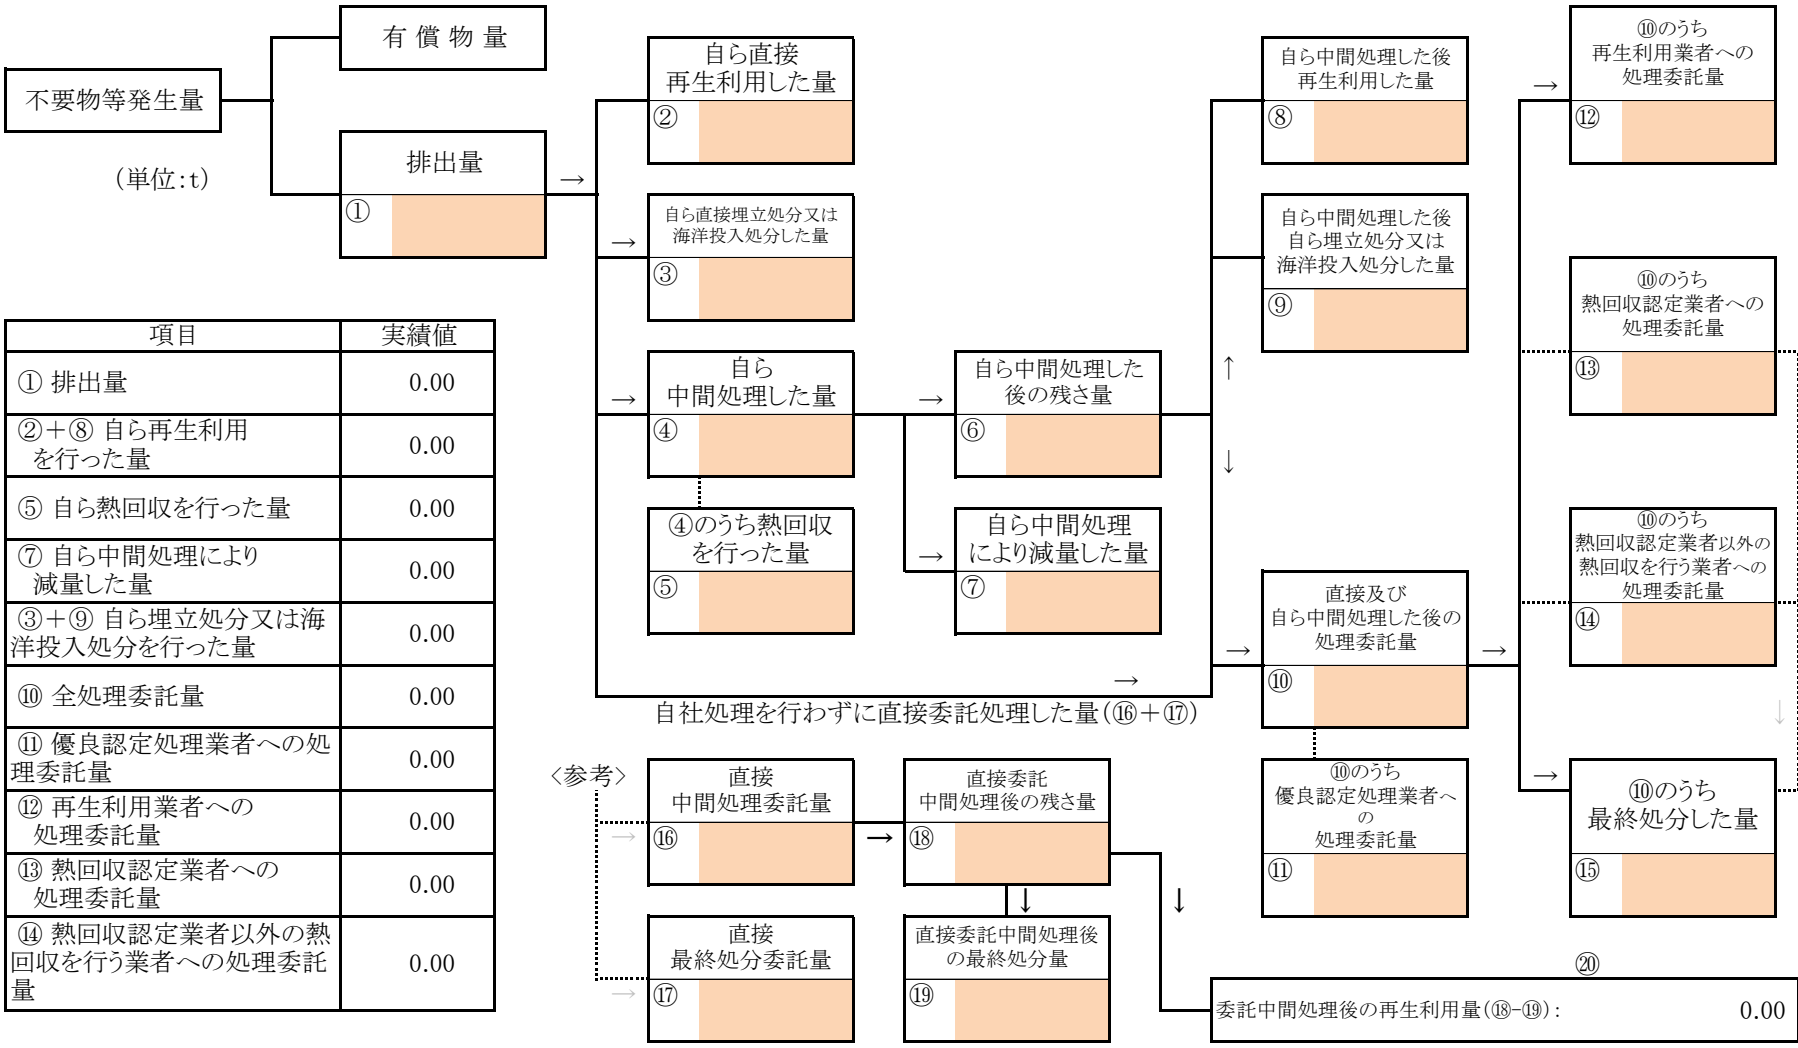 有 償 物 量
不要物等発生量
(単位:t)
排出量
→
①
自ら直接
再生利用した量
②
自ら直接埋立処分又は
海洋投入処分した量
→
③
自ら
中間処理した量
→
④
④のうち熱回収
を行った量
⑤
自ら中間処理した
後の残さ量
→
⑥
自ら中間処理
により減量した量
→
⑦
自ら中間処理した後
再生利用した量
⑧
自ら中間処理した後
自ら埋立処分又は
海洋投入処分した量
⑨
↑
↓
直接及び
自ら中間処理した後の
処理委託量
→
⑩
→
→
自社処理を行わずに直接委託処理した量(⑯+⑰)
⑩のうち
優良認定処理業者へ
の
処理委託量
⑪
⑩のうち
再生利用業者への
処理委託量
→
⑫
⑩のうち
熱回収認定業者への
処理委託量
⑬
⑩のうち
熱回収認定業者以外の
熱回収を行う業者への
処理委託量
⑭
↓
⑩のうち
最終処分した量
→
⑮
項目 実績値
① 排出量 0.00
②+⑧ 自ら再生利用
を行った量 0.00
⑤ 自ら熱回収を行った量 0.00
⑦ 自ら中間処理により
減量した量 0.00
③+⑨ 自ら埋立処分又は海
洋投入処分を行った量 0.00
⑩ 全処理委託量 0.00
⑪ 優良認定処理業者への処
理委託量 0.00
⑫ 再生利用業者への
処理委託量 0.00
⑬ 熱回収認定業者への
処理委託量 0.00
⑭ 熱回収認定業者以外の熱
回収を行う業者への処理委託
量 0.00
<参考>
直接
中間処理委託量
→
⑯
直接
最終処分委託量
→
⑰
直接委託
中間処理後の残さ量
→
⑱
↓
↓
直接委託中間処理後
の最終処分量
⑲
⑳
委託中間処理後の再生利用量(⑱-⑲): 0.00